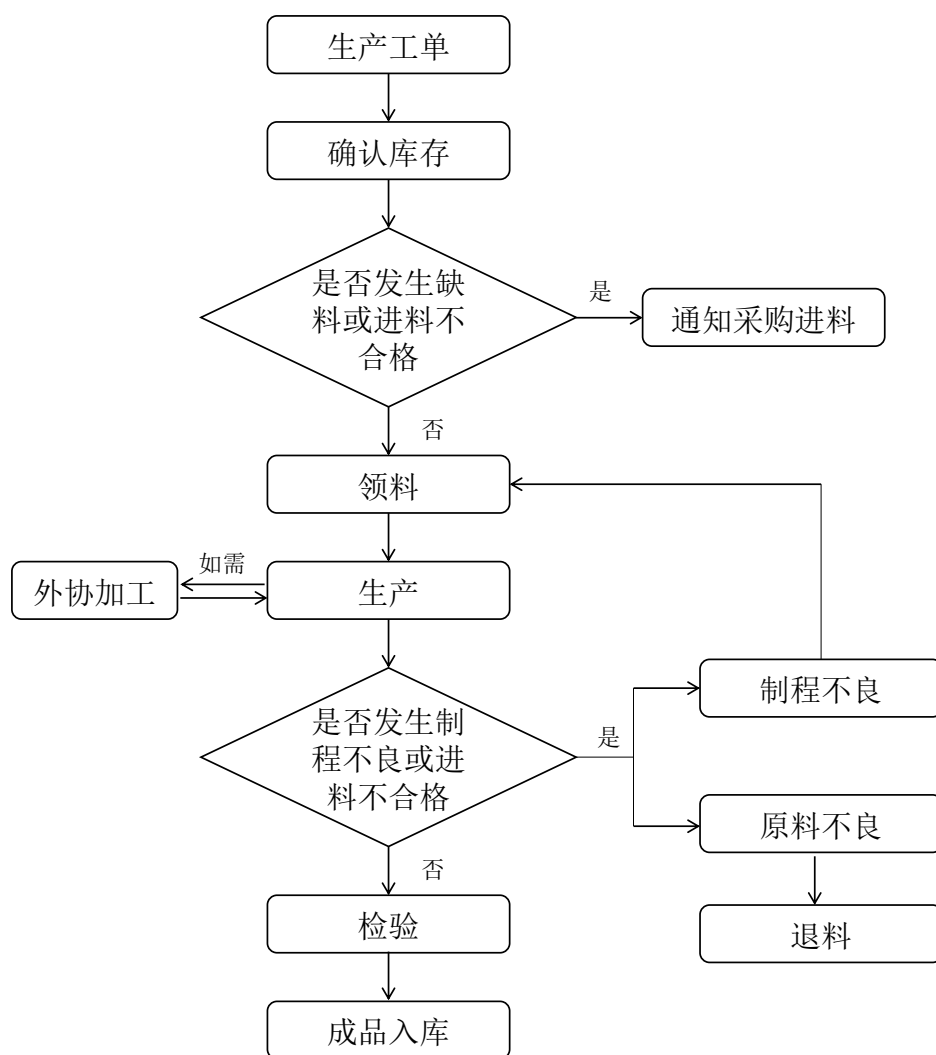 生产工单
确认库存
是否发生缺
料或进料不
合格
是
通知采购进料
否
领料
如需
外协加工
生产
是否发生制
程不良或进
料不合格
是
制程不良
原料不良
否
检验
退料
成品入库